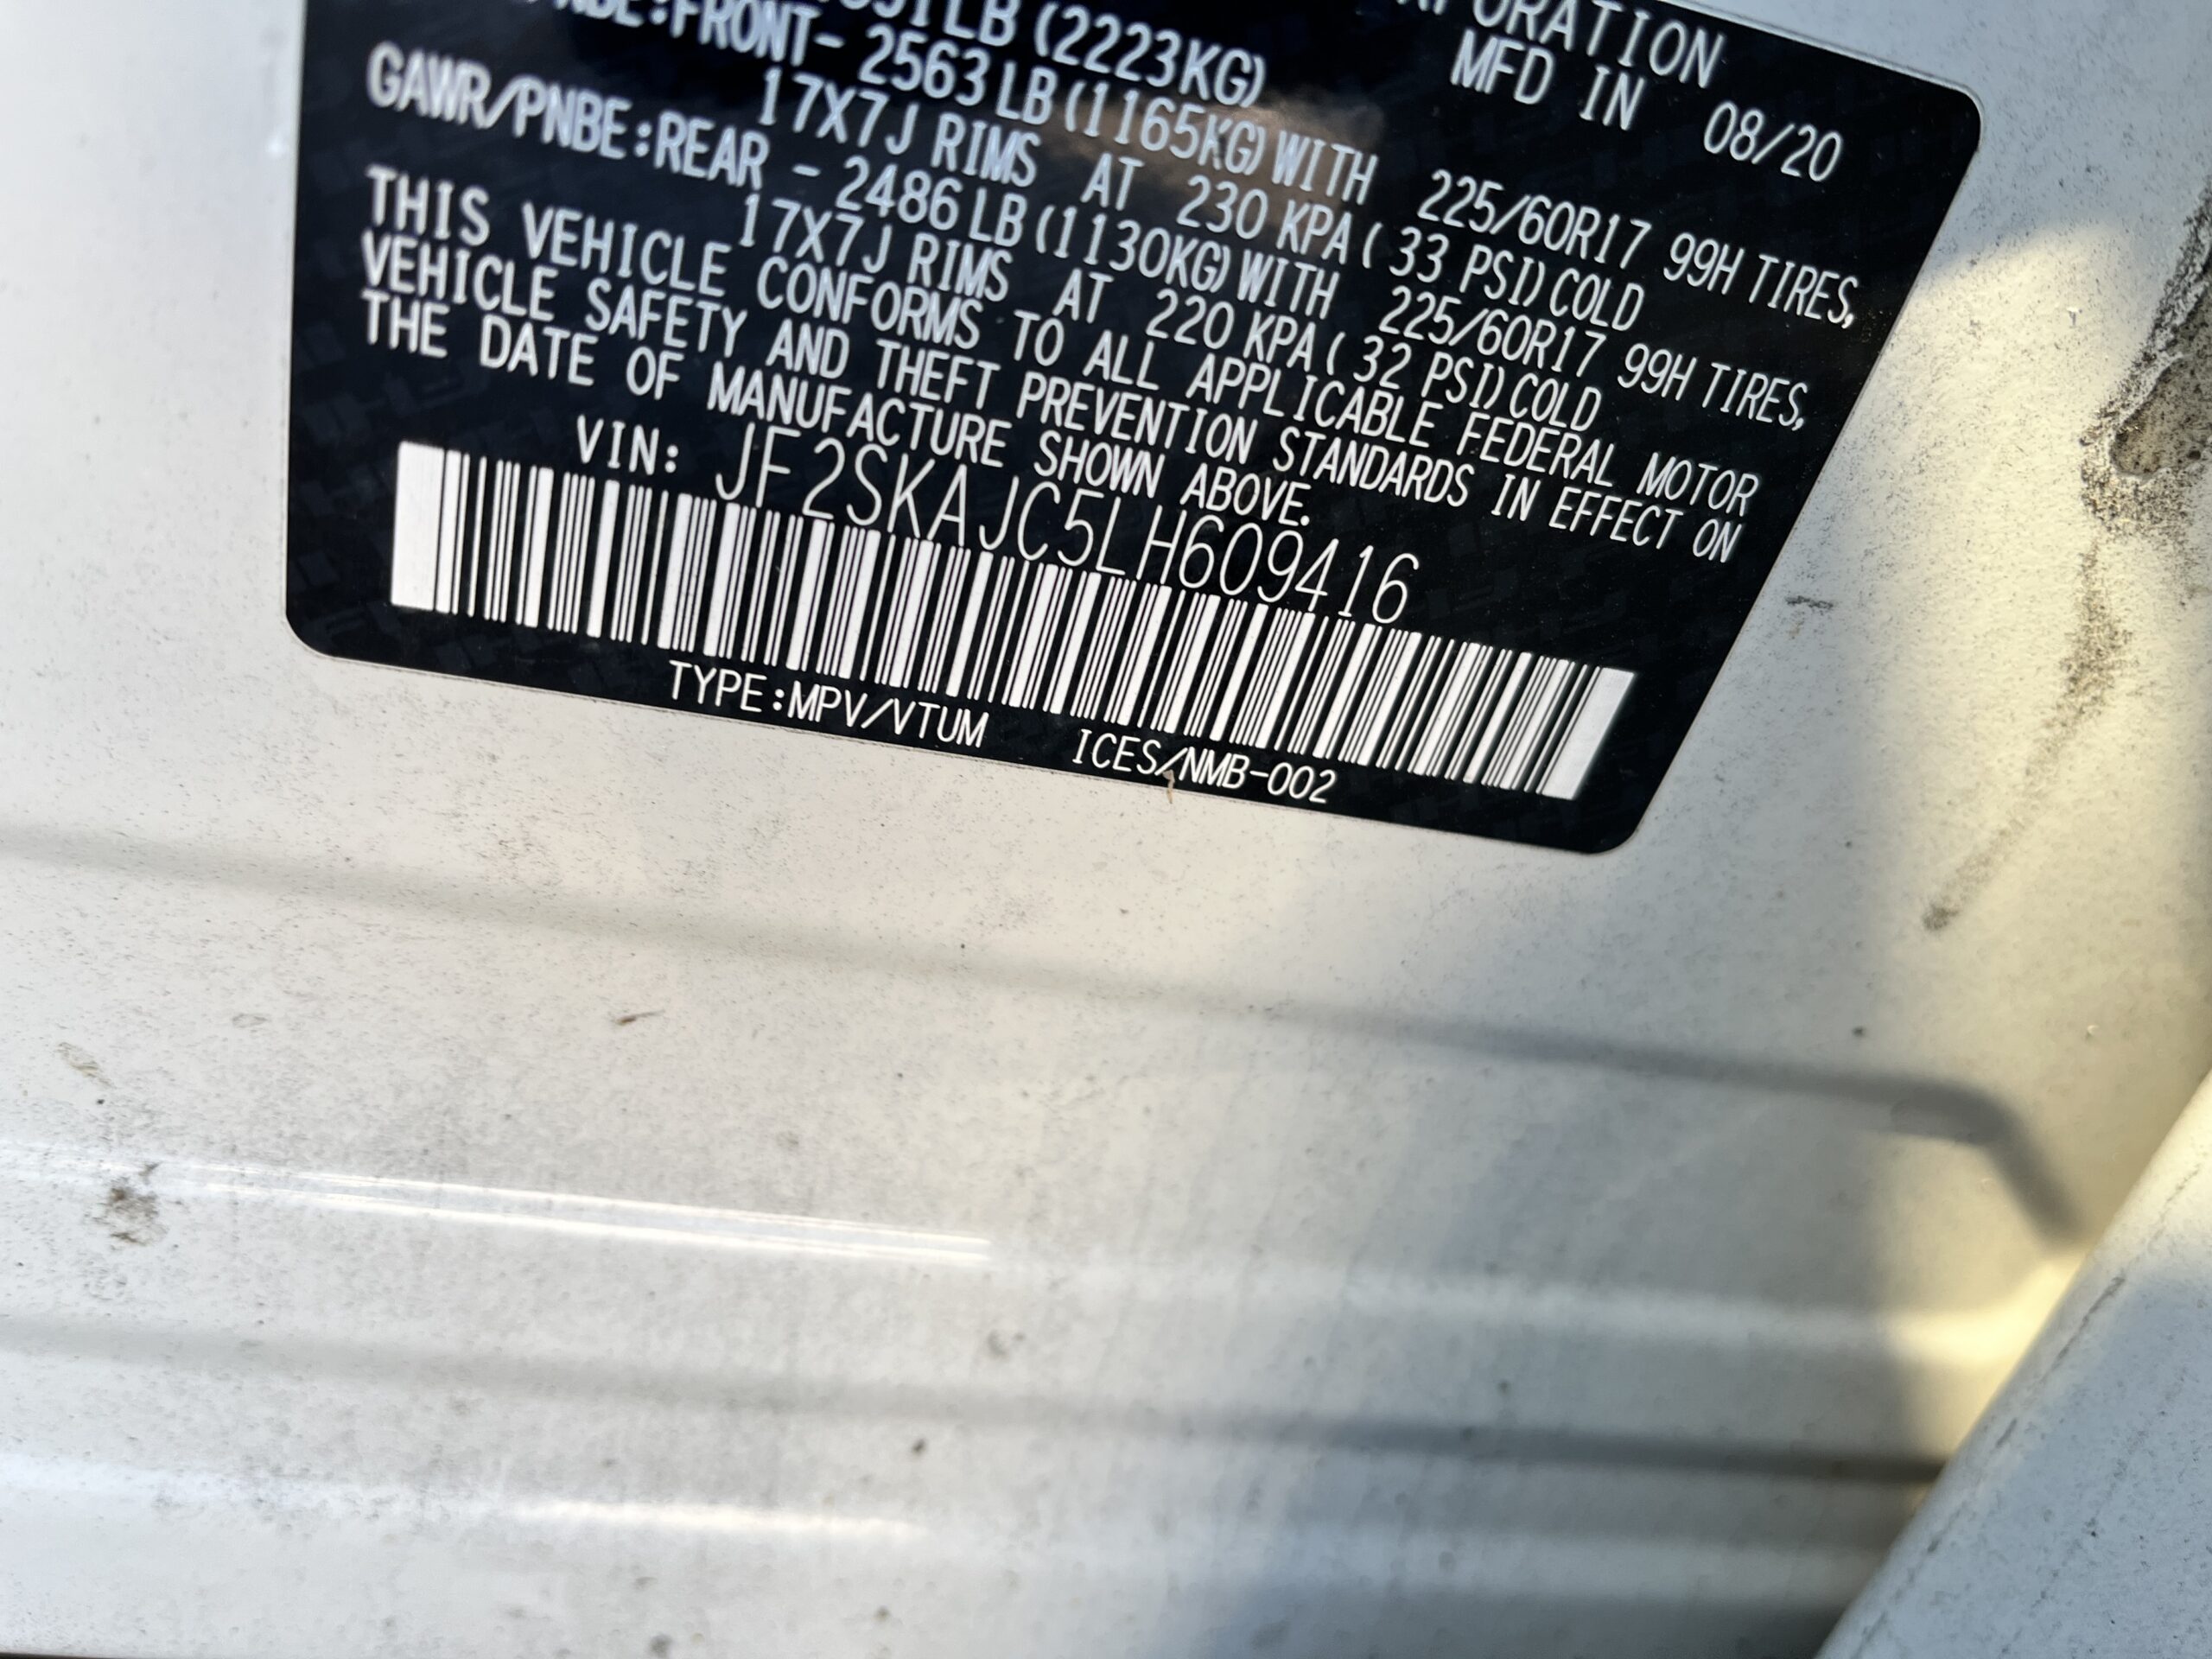 LB (2223KG)
MFD IN 08/20
FRONT- 2563 LB (1165KG) WITH 225/60R17 99H TIRES,
17X7J RIMS AT 230 KPA ( 33 PSI) COLD
GAWR/PNBE:REAR - 2486 LB (1130KG) WITH 225/60R17 99H TIRES,
17X7J RIMS AT 220 KPA ( 32 PSI) COLD
THIS VEHICLE CONFORMS TO ALL APPLICABLE FEDERAL MOTOR
VEHICLE SAFETY AND THEFT PREVENTION STANDARDS IN EFFECT ON
THE DATE OF MANUFACTURE SHOWN ABOVE.
VIN: JF2SKAJC5LH609416
TYPE:MPV/VTUM ICES/NMB-002